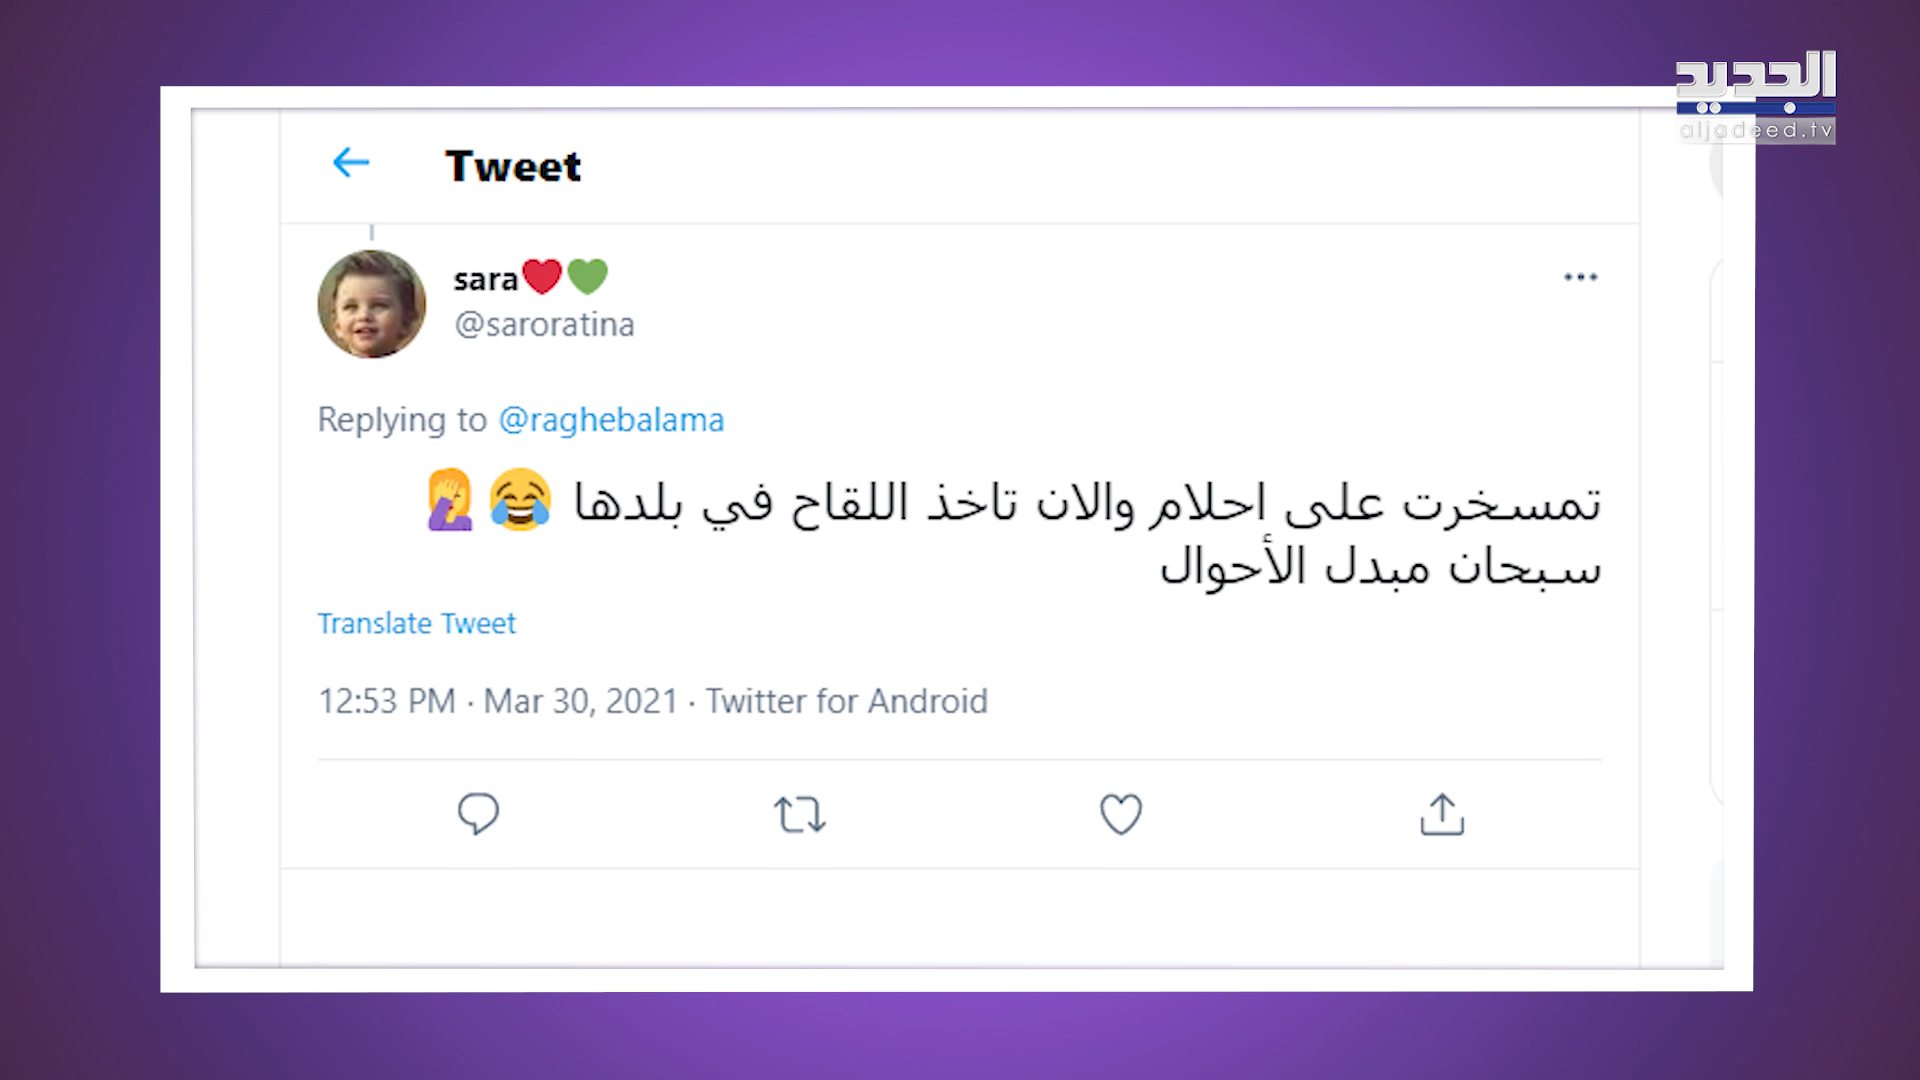 الجديد
aljadeed.tv
Tweet
sara❤️💚
@saroratina
Replying to @raghebalama
تمسخرت على احلام والان تاخذ اللقاح في بلدها 😂🤦
سبحان مبدل الأحوال
Translate Tweet
12:53 PM · Mar 30, 2021 · Twitter for Android